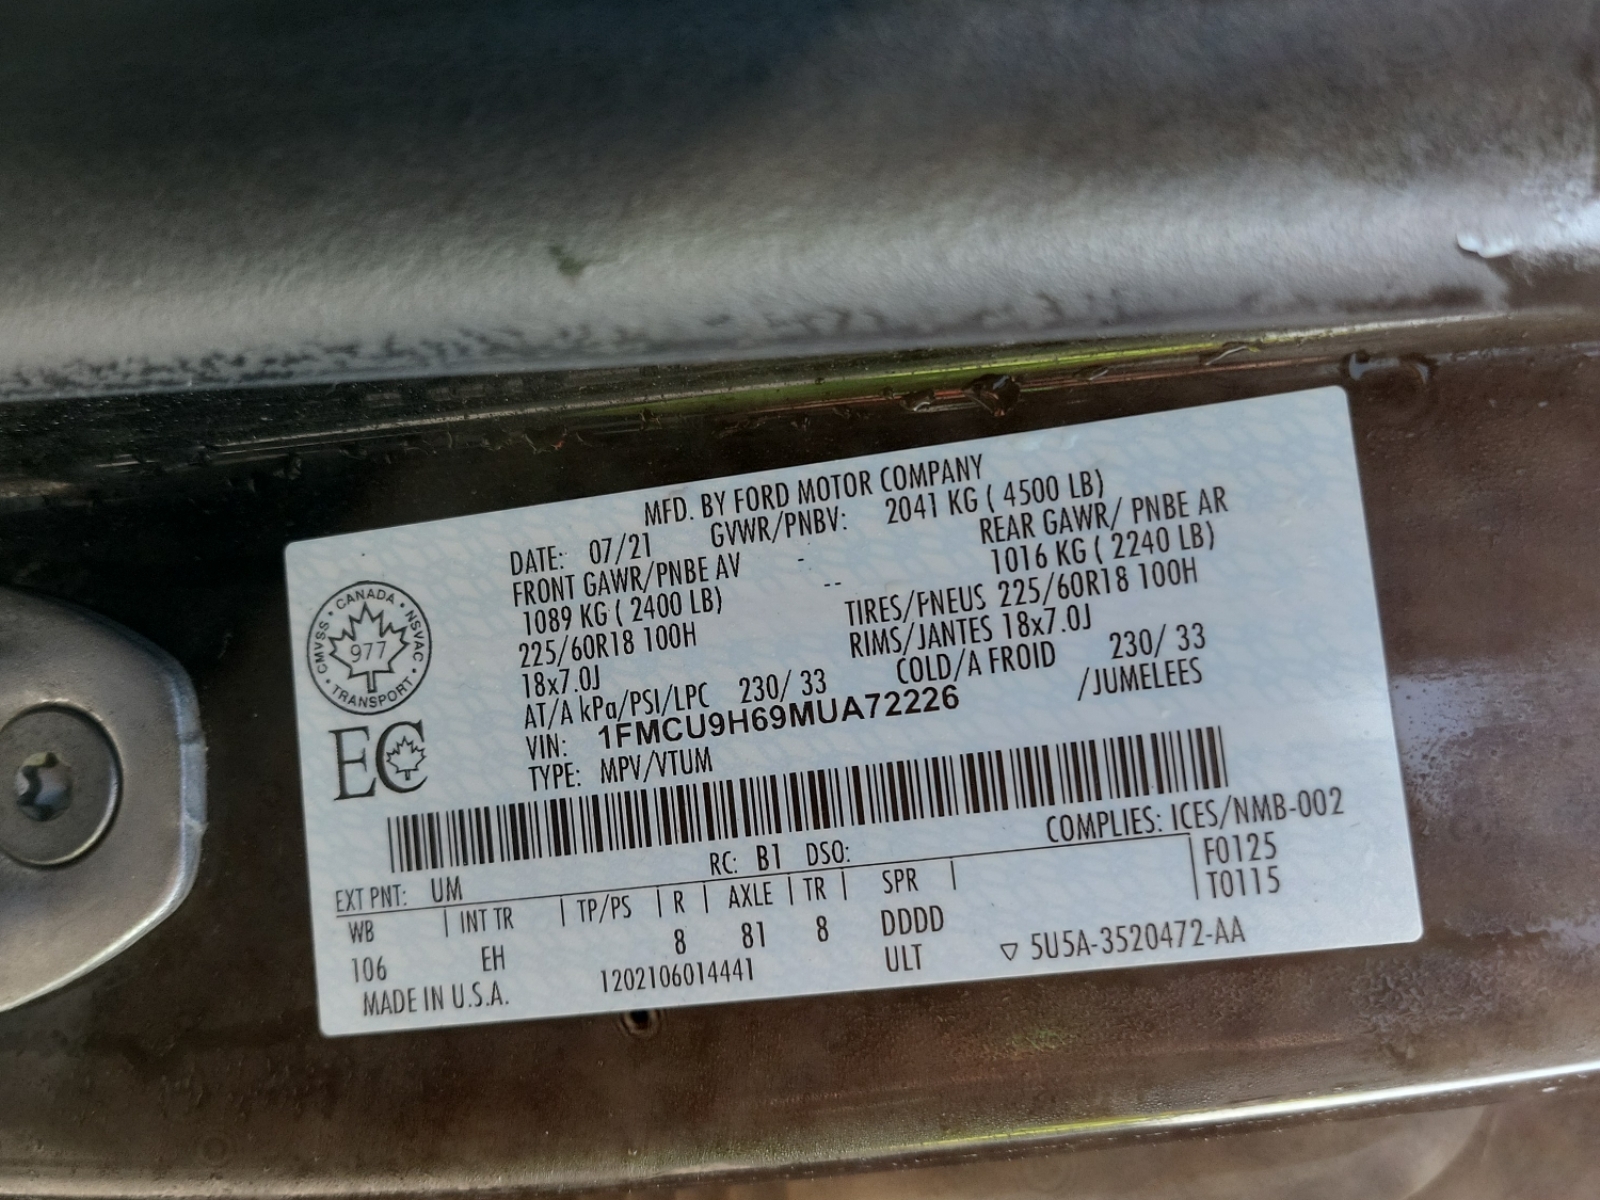 MFD. BY FORD MOTOR COMPANY
DATE: 07/21 GVWR/PNBV: 2041 KG ( 4500 LB)
FRONT GAWR/PNBE AV - REAR GAWR/ PNBE AR
1089 KG ( 2400 LB) -- 1016 KG ( 2240 LB)
225/60R18 100H TIRES/PNEUS 225/60R18 100H
18x7.0J RIMS/JANTES 18x7.0J
AT/A kPa/PSI/LPC 230/ 33 COLD/A FROID 230/ 33
VIN: 1FMCU9H69MUA72226 /JUMELEES
TYPE: MPV/VTUM
CANADA • NSVAC • TRANSPORT • CMVSS •
977
EC
COMPLIES: ICES/NMB-002
RC: B1 DSO:
EXT PNT: UM
WB | INT TR | TP/PS | R | AXLE | TR | SPR | F0125
106 EH 8 81 8 DDDD T0115
MADE IN U.S.A. 1202106014441 ULT ▽ 5U5A-3520472-AA